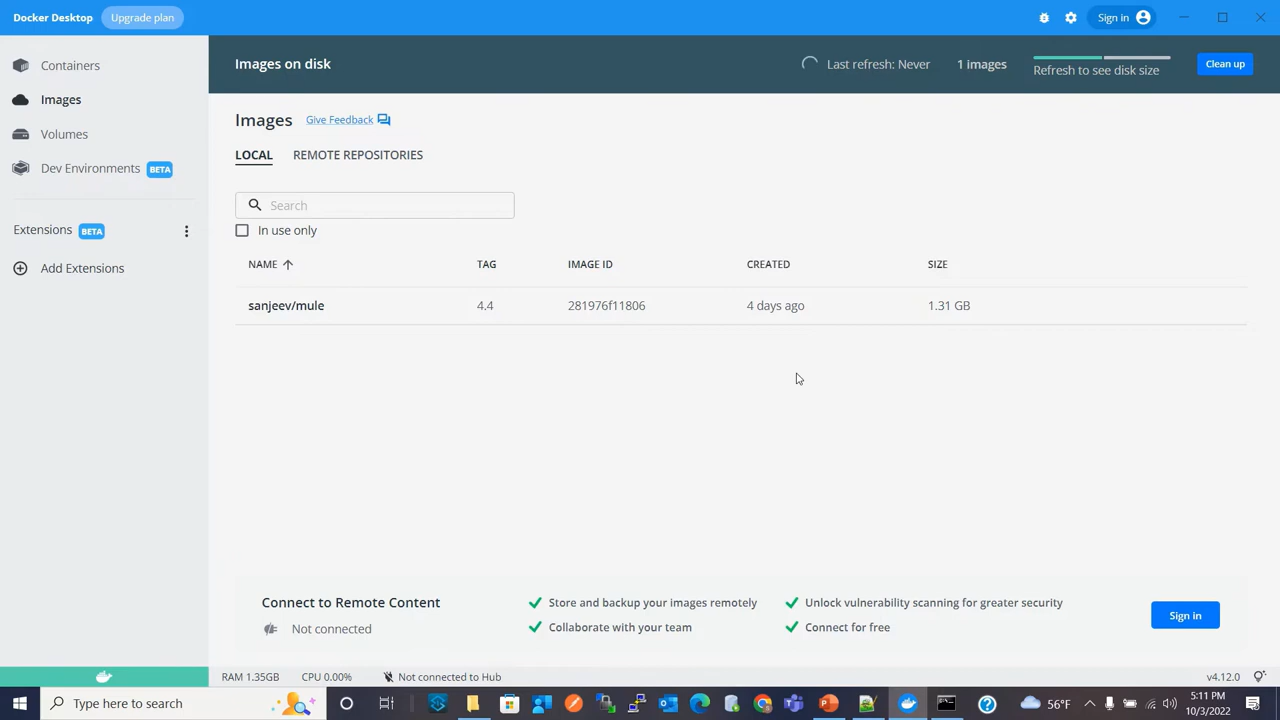 Docker Desktop Upgrade plan Sign in
Containers
Images
Volumes
Dev Environments BETA
Extensions BETA
Add Extensions
Images on disk Last refresh: Never 1 images Refresh to see disk size Clean up
Images Give Feedback
LOCAL REMOTE REPOSITORIES
Search
In use only
NAME TAG IMAGE ID CREATED SIZE
sanjeev/mule 4.4 281976f11806 4 days ago 1.31 GB
Connect to Remote Content Store and backup your images remotely Unlock vulnerability scanning for greater security
Not connected Collaborate with your team Connect for free
Sign in
RAM 1.35GB CPU 0.00% Not connected to Hub v4.12.0
Type here to search 56°F 5:11 PM
10/3/2022